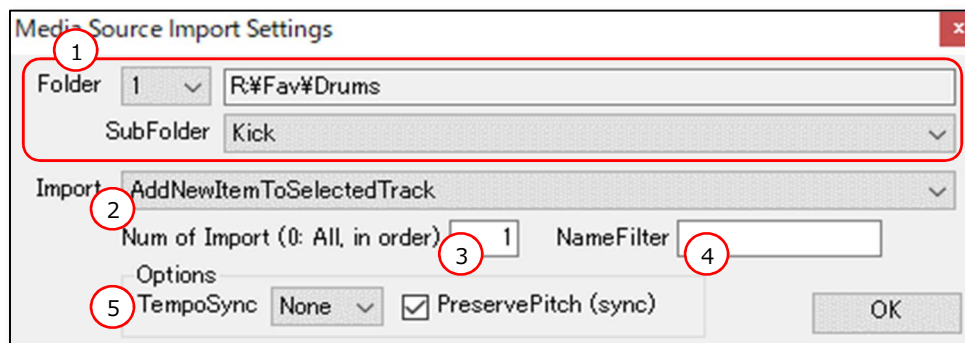 Media Source Import Settings x
1
Folder 1 R:¥Fav¥Drums
SubFolder Kick
Import AddNewItemToSelectedTrack
2
Num of Import (0: All, in order) 1 NameFilter
3 4
Options
5 TempoSync None PreservePitch (sync)
OK